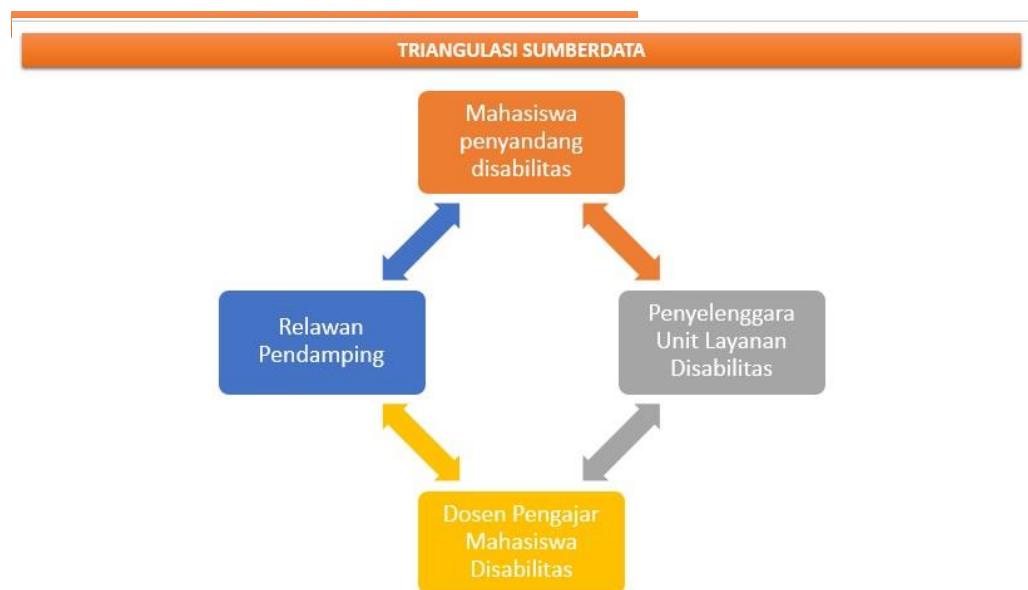 TRIANGULASI SUMBERDATA
Mahasiswa
penyandang
disabilitas
Relawan
Pendamping
Penyelenggara
Unit Layanan
Disabilitas
Dosen Pengajar
Mahasiswa
Disabilitas